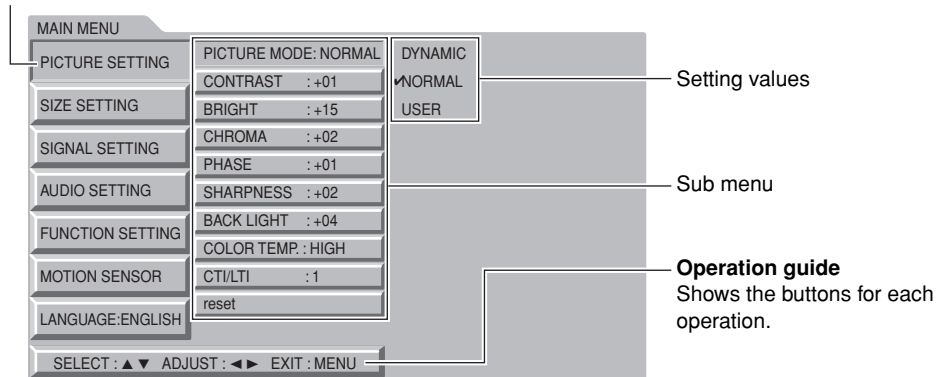 MAIN MENU
PICTURE SETTING
SIZE SETTING
SIGNAL SETTING
AUDIO SETTING
FUNCTION SETTING
MOTION SENSOR
LANGUAGE:ENGLISH
PICTURE MODE: NORMAL
CONTRAST : +01
BRIGHT : +15
CHROMA : +02
PHASE : +01
SHARPNESS : +02
BACK LIGHT : +04
COLOR TEMP. : HIGH
CTI/LTI : 1
reset
DYNAMIC
✔NORMAL
USER
SELECT : ▲ ▼ ADJUST : ◄ ► EXIT : MENU
Setting values
Sub menu
Operation guide
Shows the buttons for each
operation.